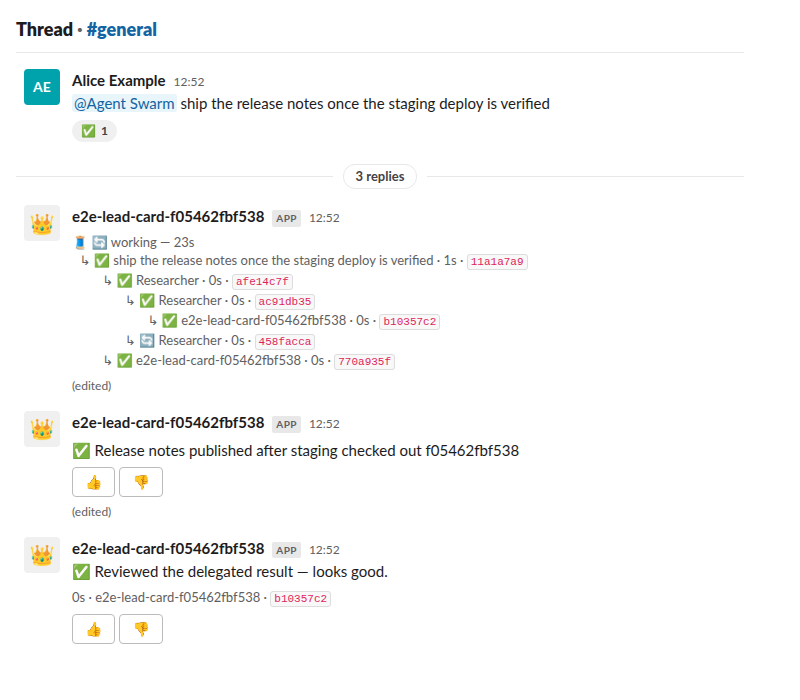 Thread · #general
AE
Alice Example 12:52
@Agent Swarm ship the release notes once the staging deploy is verified
✅ 1
3 replies
e2e-lead-card-f05462fbf538 APP 12:52
🧵 🔄 working — 23s
↳ ✅ ship the release notes once the staging deploy is verified · 1s · 11a1a7a9
↳ ✅ Researcher · 0s · afe14c7f
↳ ✅ Researcher · 0s · ac91db35
↳ ✅ e2e-lead-card-f05462fbf538 · 0s · b10357c2
↳ 🔄 Researcher · 0s · 458facca
↳ ✅ e2e-lead-card-f05462fbf538 · 0s · 770a935f
(edited)
e2e-lead-card-f05462fbf538 APP 12:52
✅ Release notes published after staging checked out f05462fbf538
👍 👎
(edited)
e2e-lead-card-f05462fbf538 APP 12:52
✅ Reviewed the delegated result — looks good.
0s · e2e-lead-card-f05462fbf538 · b10357c2
👍 👎